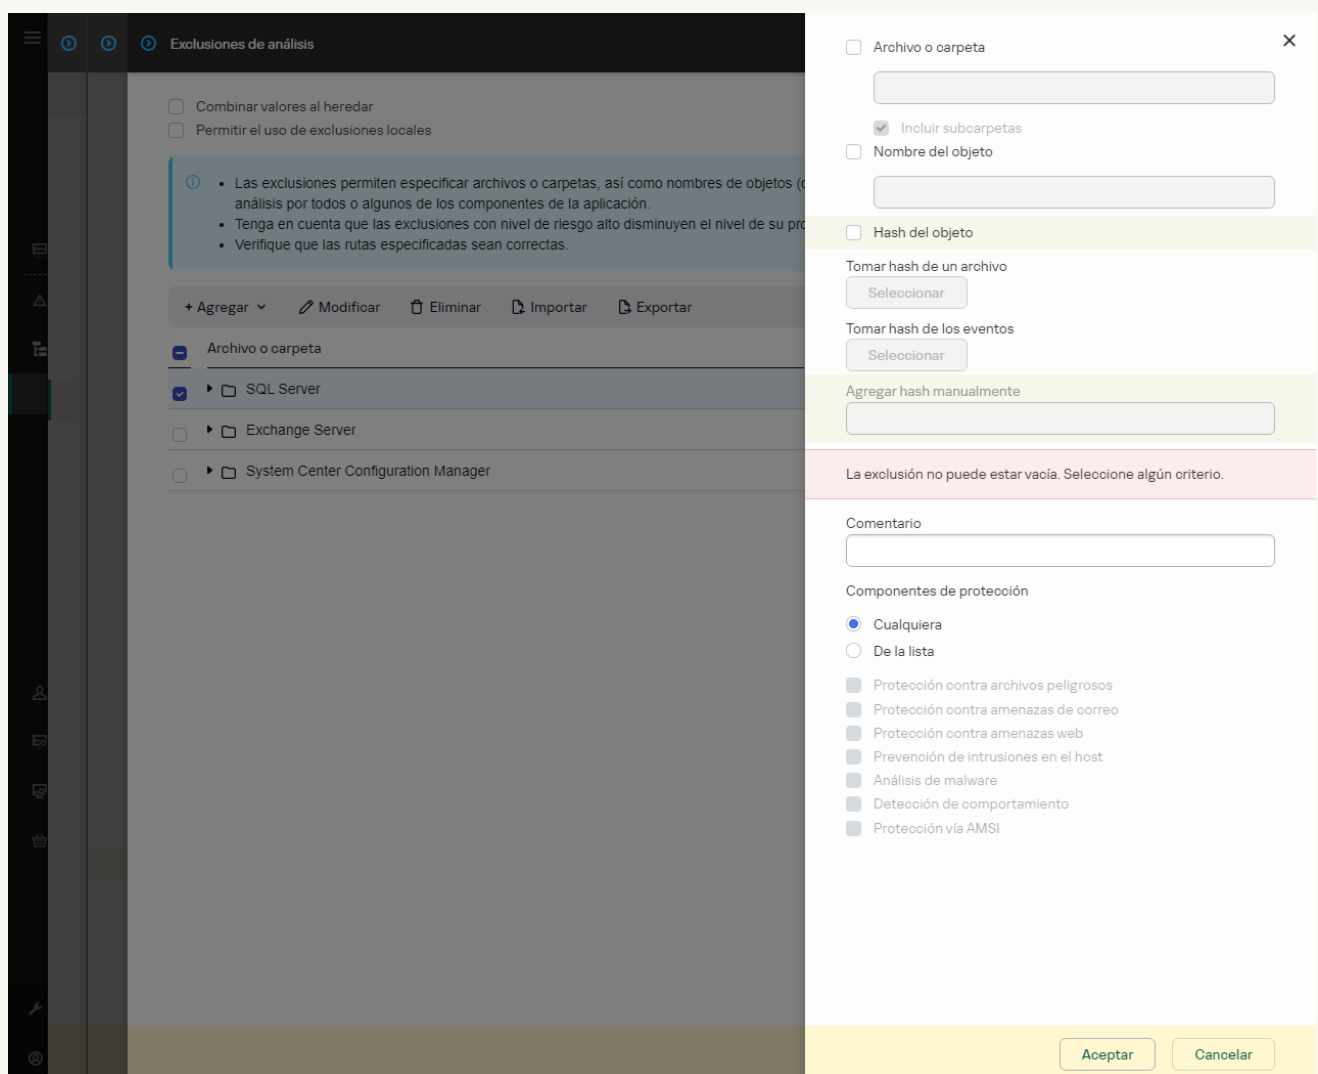 Exclusiones de análisis
Combinar valores al heredar
Permitir el uso de exclusiones locales
Las exclusiones permiten especificar archivos o carpetas, así como nombres de objetos (
análisis por todos o algunos de los componentes de la aplicación.
Tenga en cuenta que las exclusiones con nivel de riesgo alto disminuyen el nivel de su pro
Verifique que las rutas especificadas sean correctas.
+ Agregar Modificar Eliminar Importar Exportar
Archivo o carpeta
SQL Server
Exchange Server
System Center Configuration Manager
Archivo o carpeta
Incluir subcarpetas
Nombre del objeto
Hash del objeto
Tomar hash de un archivo
Seleccionar
Tomar hash de los eventos
Seleccionar
Agregar hash manualmente
La exclusión no puede estar vacía. Seleccione algún criterio.
Comentario
Componentes de protección
Cualquiera
De la lista
Protección contra archivos peligrosos
Protección contra amenazas de correo
Protección contra amenazas web
Prevención de intrusiones en el host
Análisis de malware
Detección de comportamiento
Protección vía AMSI
Aceptar Cancelar